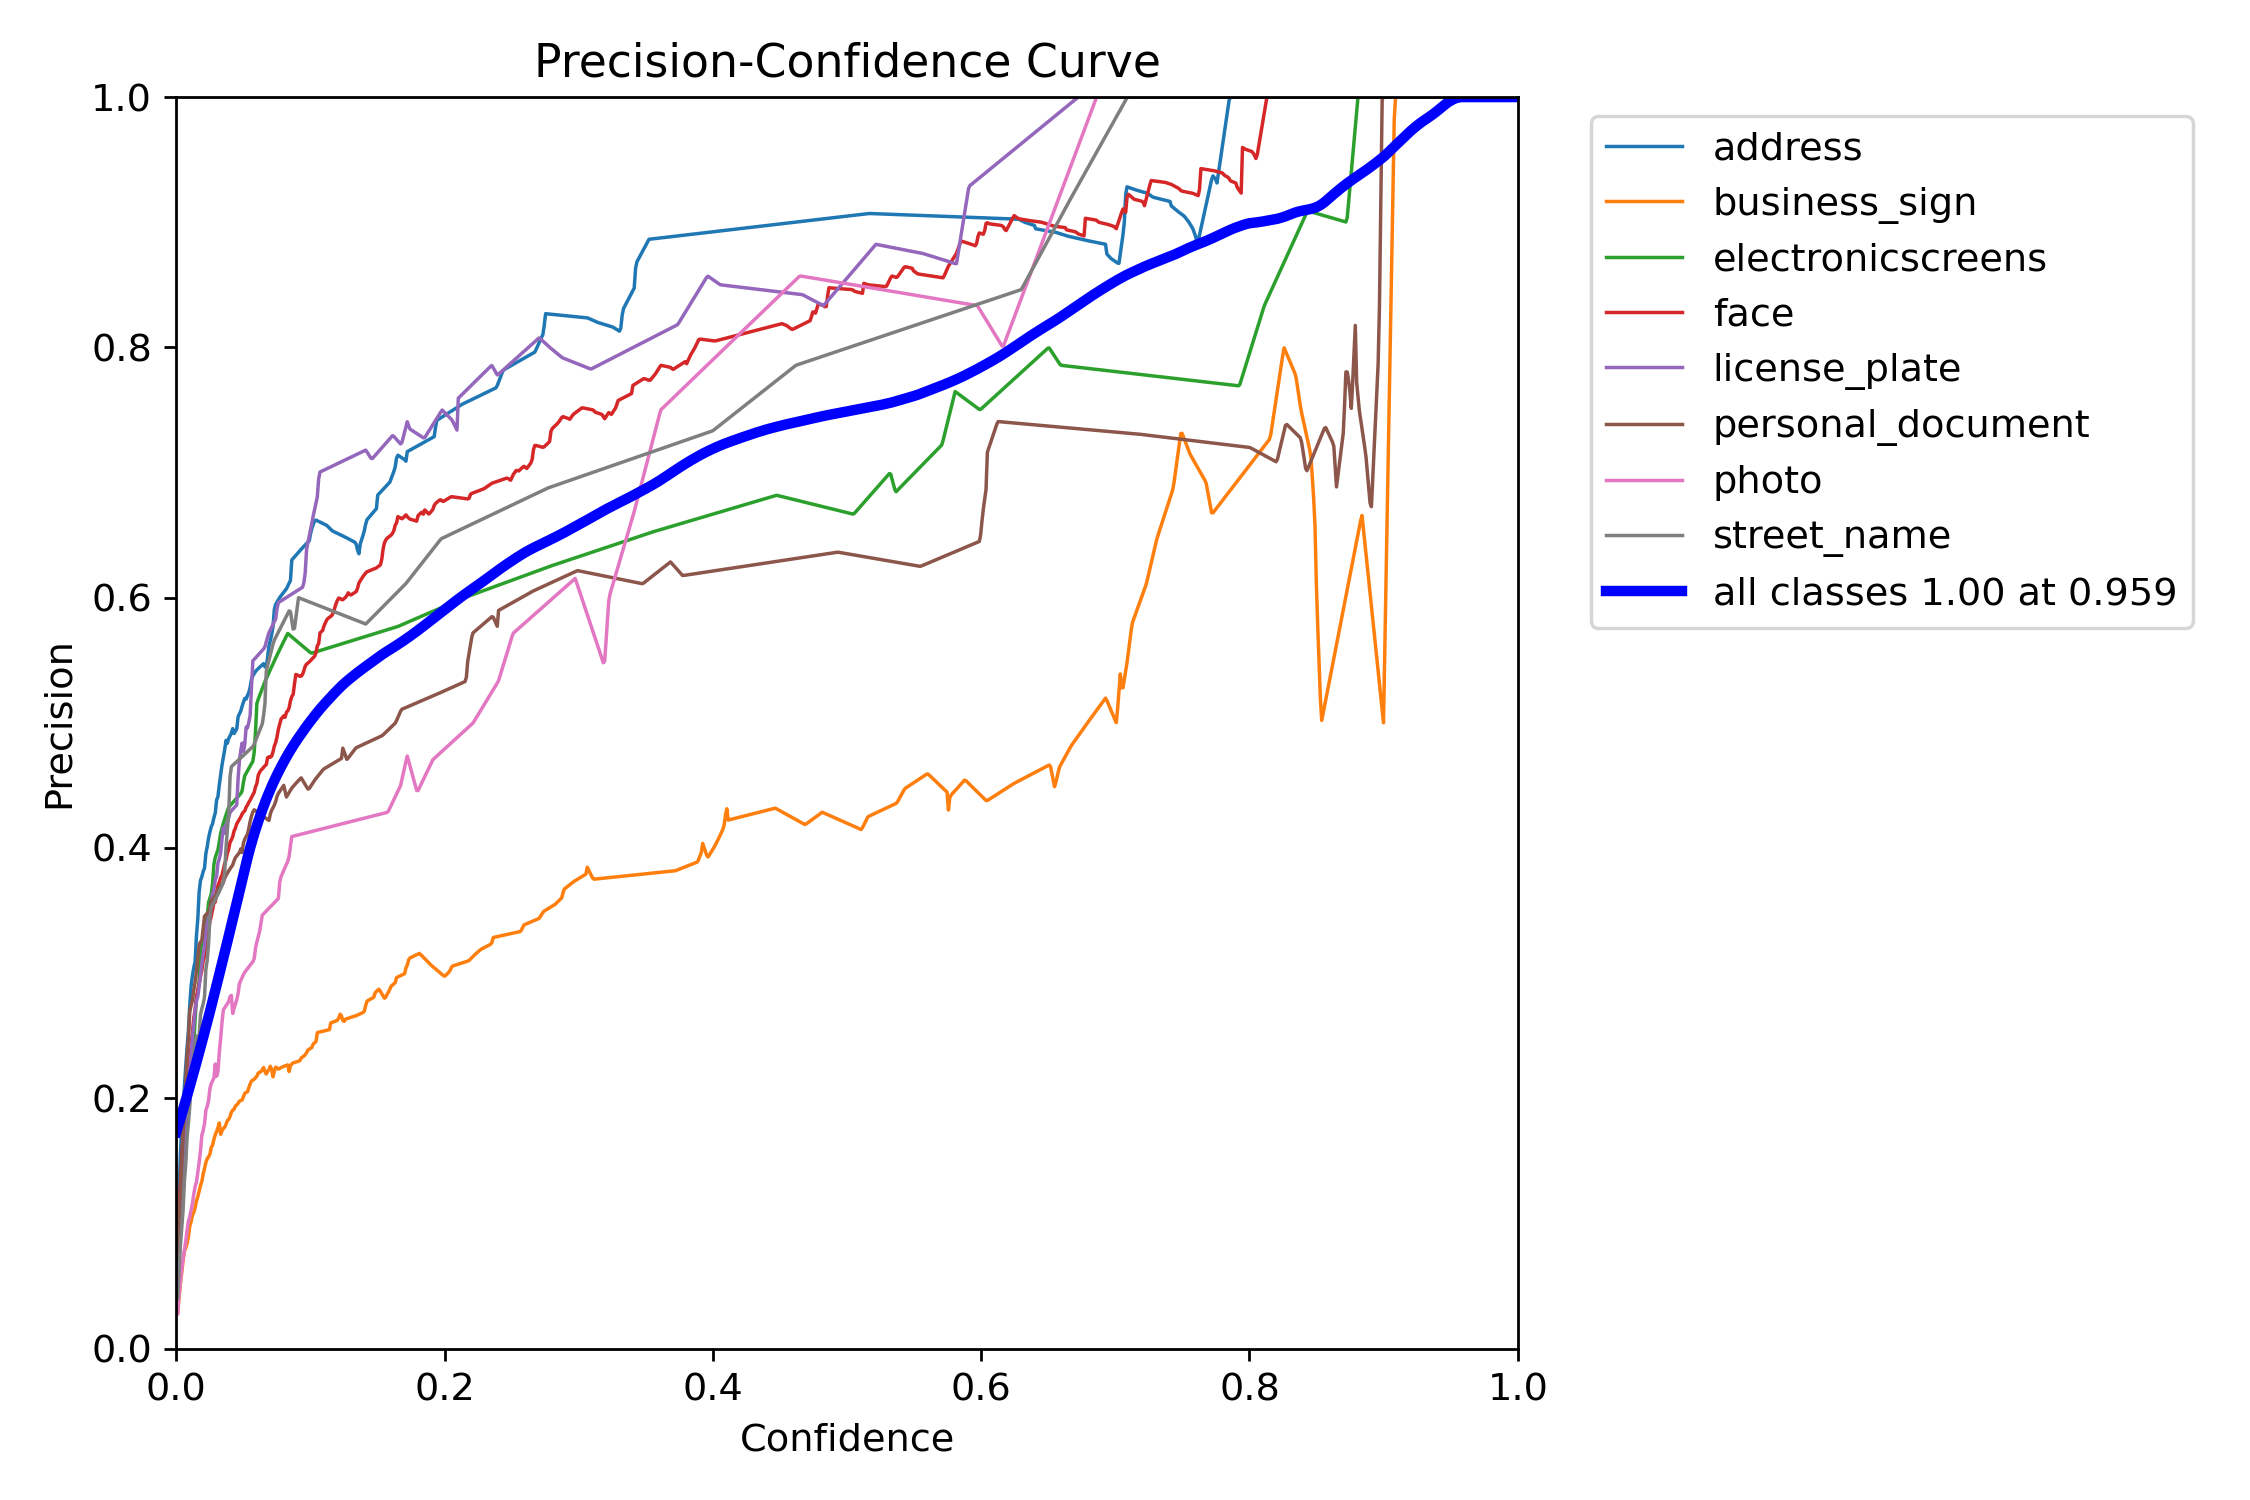 Precision-Confidence Curve
1.0
0.8
0.6
0.4
0.2
0.0
Precision
0.0 0.2 0.4 0.6 0.8 1.0
Confidence
address
business_sign
electronicscreens
face
license_plate
personal_document
photo
street_name
all classes 1.00 at 0.959